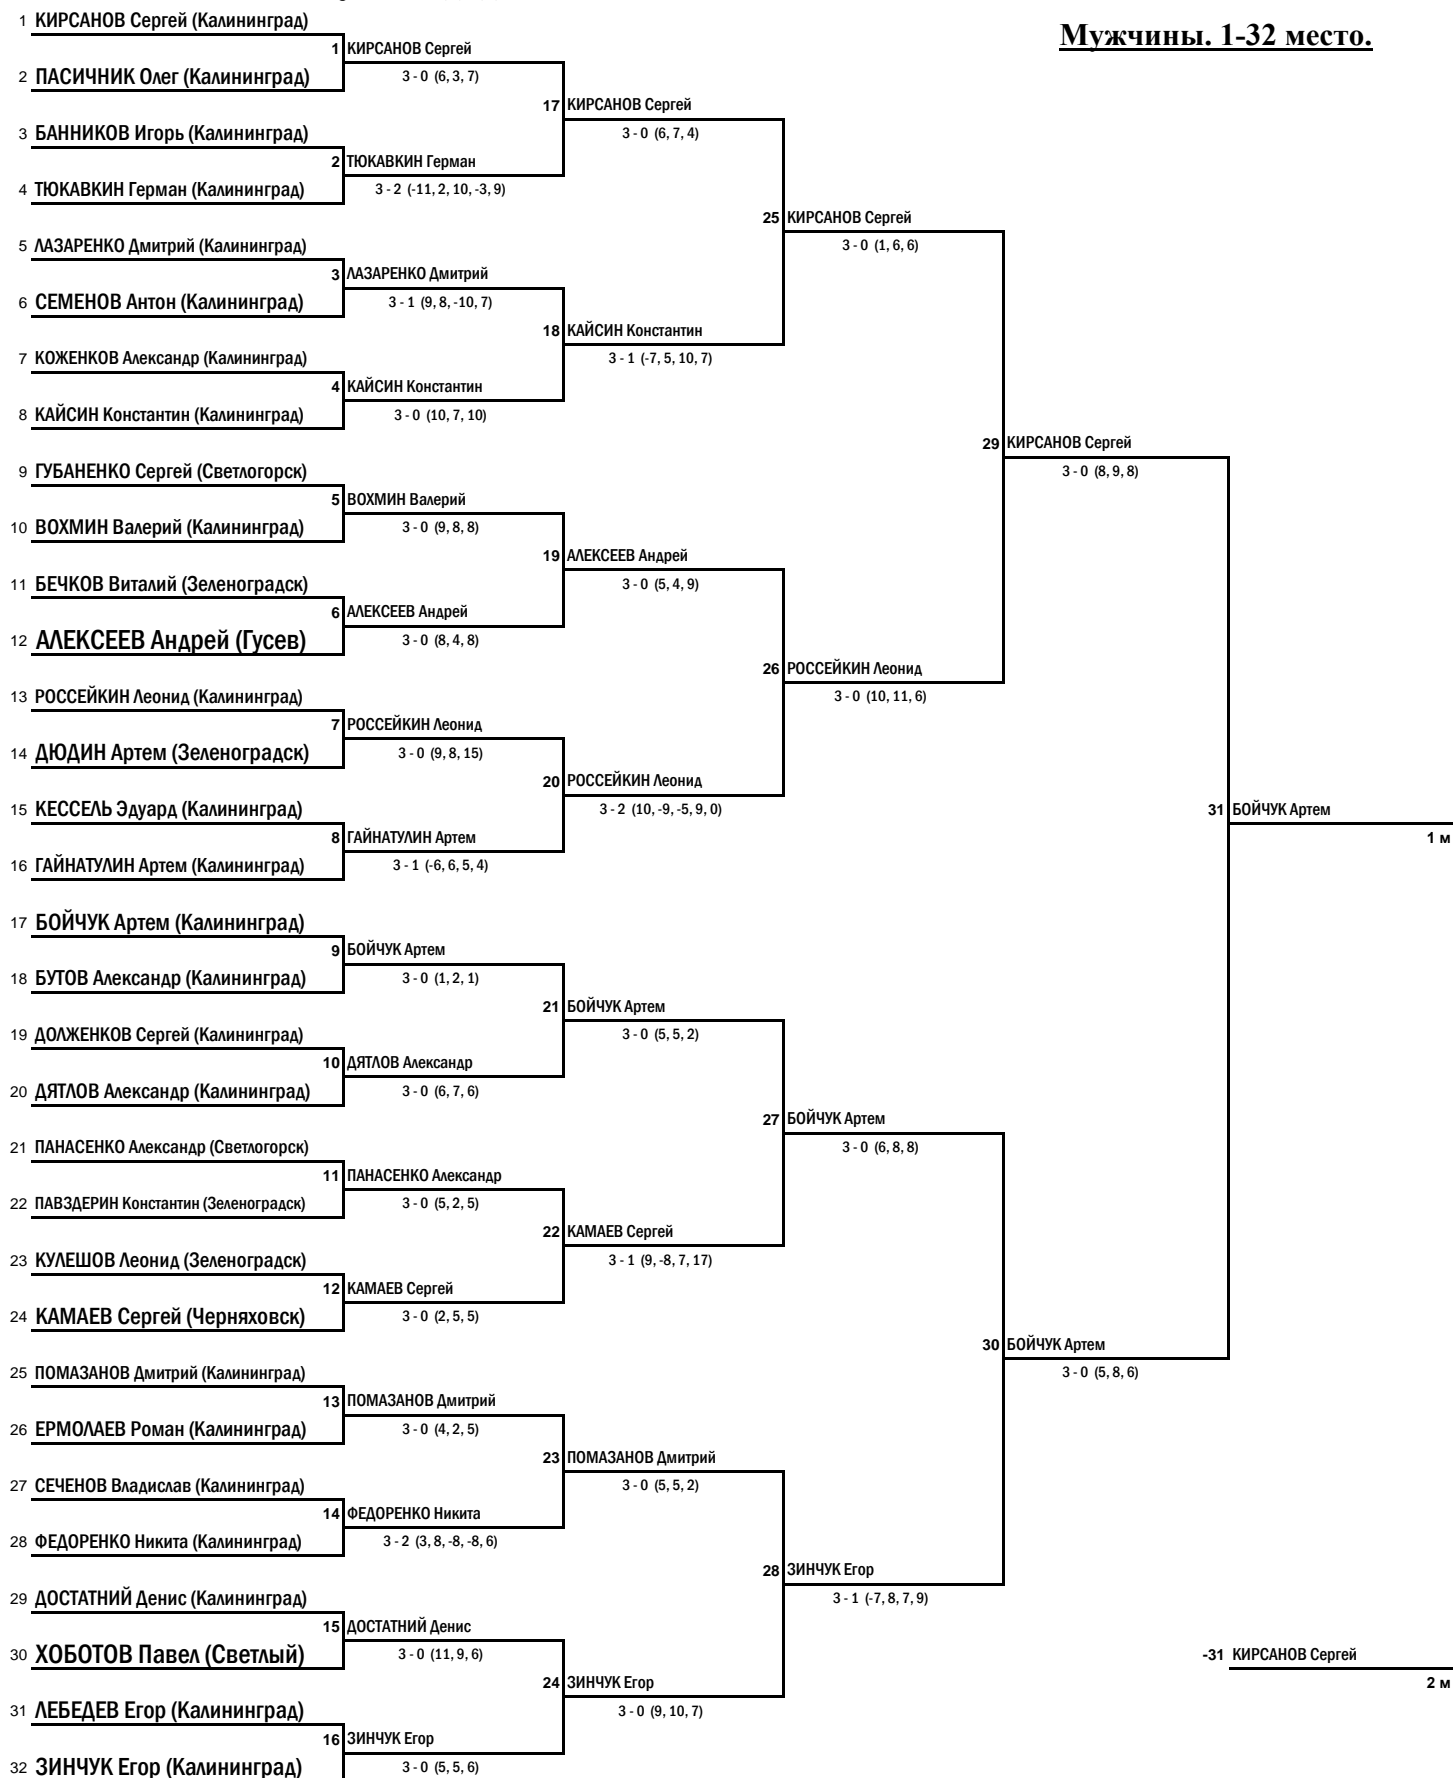 Мужчины. 1-32 место.
1 КИРСАНОВ Сергей (Калининград)
1 КИРСАНОВ Сергей
2 ПАСИЧНИК Олег (Калининград)
3 - 0 (6, 3, 7)
17 КИРСАНОВ Сергей
3 БАННИКОВ Игорь (Калининград)
3 - 0 (6, 7, 4)
2 ТЮКАВКИН Герман
4 ТЮКАВКИН Герман (Калининград)
3 - 2 (-11, 2, 10, -3, 9)
25 КИРСАНОВ Сергей
5 ЛАЗАРЕНКО Дмитрий (Калининград)
3 - 0 (1, 6, 6)
3 ЛАЗАРЕНКО Дмитрий
6 СЕМЕНОВ Антон (Калининград)
3 - 1 (9, 8, -10, 7)
18 КАЙСИН Константин
7 КОЖЕНКОВ Александр (Калининград)
3 - 1 (-7, 5, 10, 7)
4 КАЙСИН Константин
8 КАЙСИН Константин (Калининград)
3 - 0 (10, 7, 10)
29 КИРСАНОВ Сергей
9 ГУБАНЕНКО Сергей (Светлогорск)
3 - 0 (8, 9, 8)
5 ВОХМИН Валерий
10 ВОХМИН Валерий (Калининград)
3 - 0 (9, 8, 8)
19 АЛЕКСЕЕВ Андрей
11 БЕЧКОВ Виталий (Зеленоградск)
3 - 0 (5, 4, 9)
6 АЛЕКСЕЕВ Андрей
12 АЛЕКСЕЕВ Андрей (Гусев)
3 - 0 (8, 4, 8)
26 РОССЕЙКИН Леонид
13 РОССЕЙКИН Леонид (Калининград)
3 - 0 (10, 11, 6)
7 РОССЕЙКИН Леонид
14 ДЮДИН Артем (Зеленоградск)
3 - 0 (9, 8, 15)
20 РОССЕЙКИН Леонид
15 КЕССЕЛЬ Эдуард (Калининград)
3 - 2 (10, -9, -5, 9, 0)
31 БОЙЧУК Артем
8 ГАЙНАТУЛИН Артем
1 м
16 ГАЙНАТУЛИН Артем (Калининград)
3 - 1 (-6, 6, 5, 4)
17 БОЙЧУК Артем (Калининград)
9 БОЙЧУК Артем
18 БУТОВ Александр (Калининград)
3 - 0 (1, 2, 1)
21 БОЙЧУК Артем
19 ДОЛЖЕНКОВ Сергей (Калининград)
3 - 0 (5, 5, 2)
10 ДЯТЛОВ Александр
20 ДЯТЛОВ Александр (Калининград)
3 - 0 (6, 7, 6)
27 БОЙЧУК Артем
21 ПАНАСЕНКО Александр (Светлогорск)
3 - 0 (6, 8, 8)
11 ПАНАСЕНКО Александр
22 ПАВЗДЕРИН Константин (Зеленоградск)
3 - 0 (5, 2, 5)
22 КАМАЕВ Сергей
23 КУЛЕШОВ Леонид (Зеленоградск)
3 - 1 (9, -8, 7, 17)
12 КАМАЕВ Сергей
24 КАМАЕВ Сергей (Черняховск)
3 - 0 (2, 5, 5)
30 БОЙЧУК Артем
25 ПОМАЗАНОВ Дмитрий (Калининград)
3 - 0 (5, 8, 6)
13 ПОМАЗАНОВ Дмитрий
26 ЕРМОЛАЕВ Роман (Калининград)
3 - 0 (4, 2, 5)
23 ПОМАЗАНОВ Дмитрий
27 СЕЧЕНОВ Владислав (Калининград)
3 - 0 (5, 5, 2)
14 ФЕДОРЕНКО Никита
28 ФЕДОРЕНКО Никита (Калининград)
3 - 2 (3, 8, -8, -8, 6)
28 ЗИНЧУК Егор
29 ДОСТАТНИЙ Денис (Калининград)
3 - 1 (-7, 8, 7, 9)
15 ДОСТАТНИЙ Денис
30 ХОБОТОВ Павел (Светлый)
3 - 0 (11, 9, 6)
-31 КИРСАНОВ Сергей
24 ЗИНЧУК Егор
2 м
31 ЛЕБЕДЕВ Егор (Калининград)
3 - 0 (9, 10, 7)
16 ЗИНЧУК Егор
32 ЗИНЧУК Егор (Калининград)
3 - 0 (5, 5, 6)